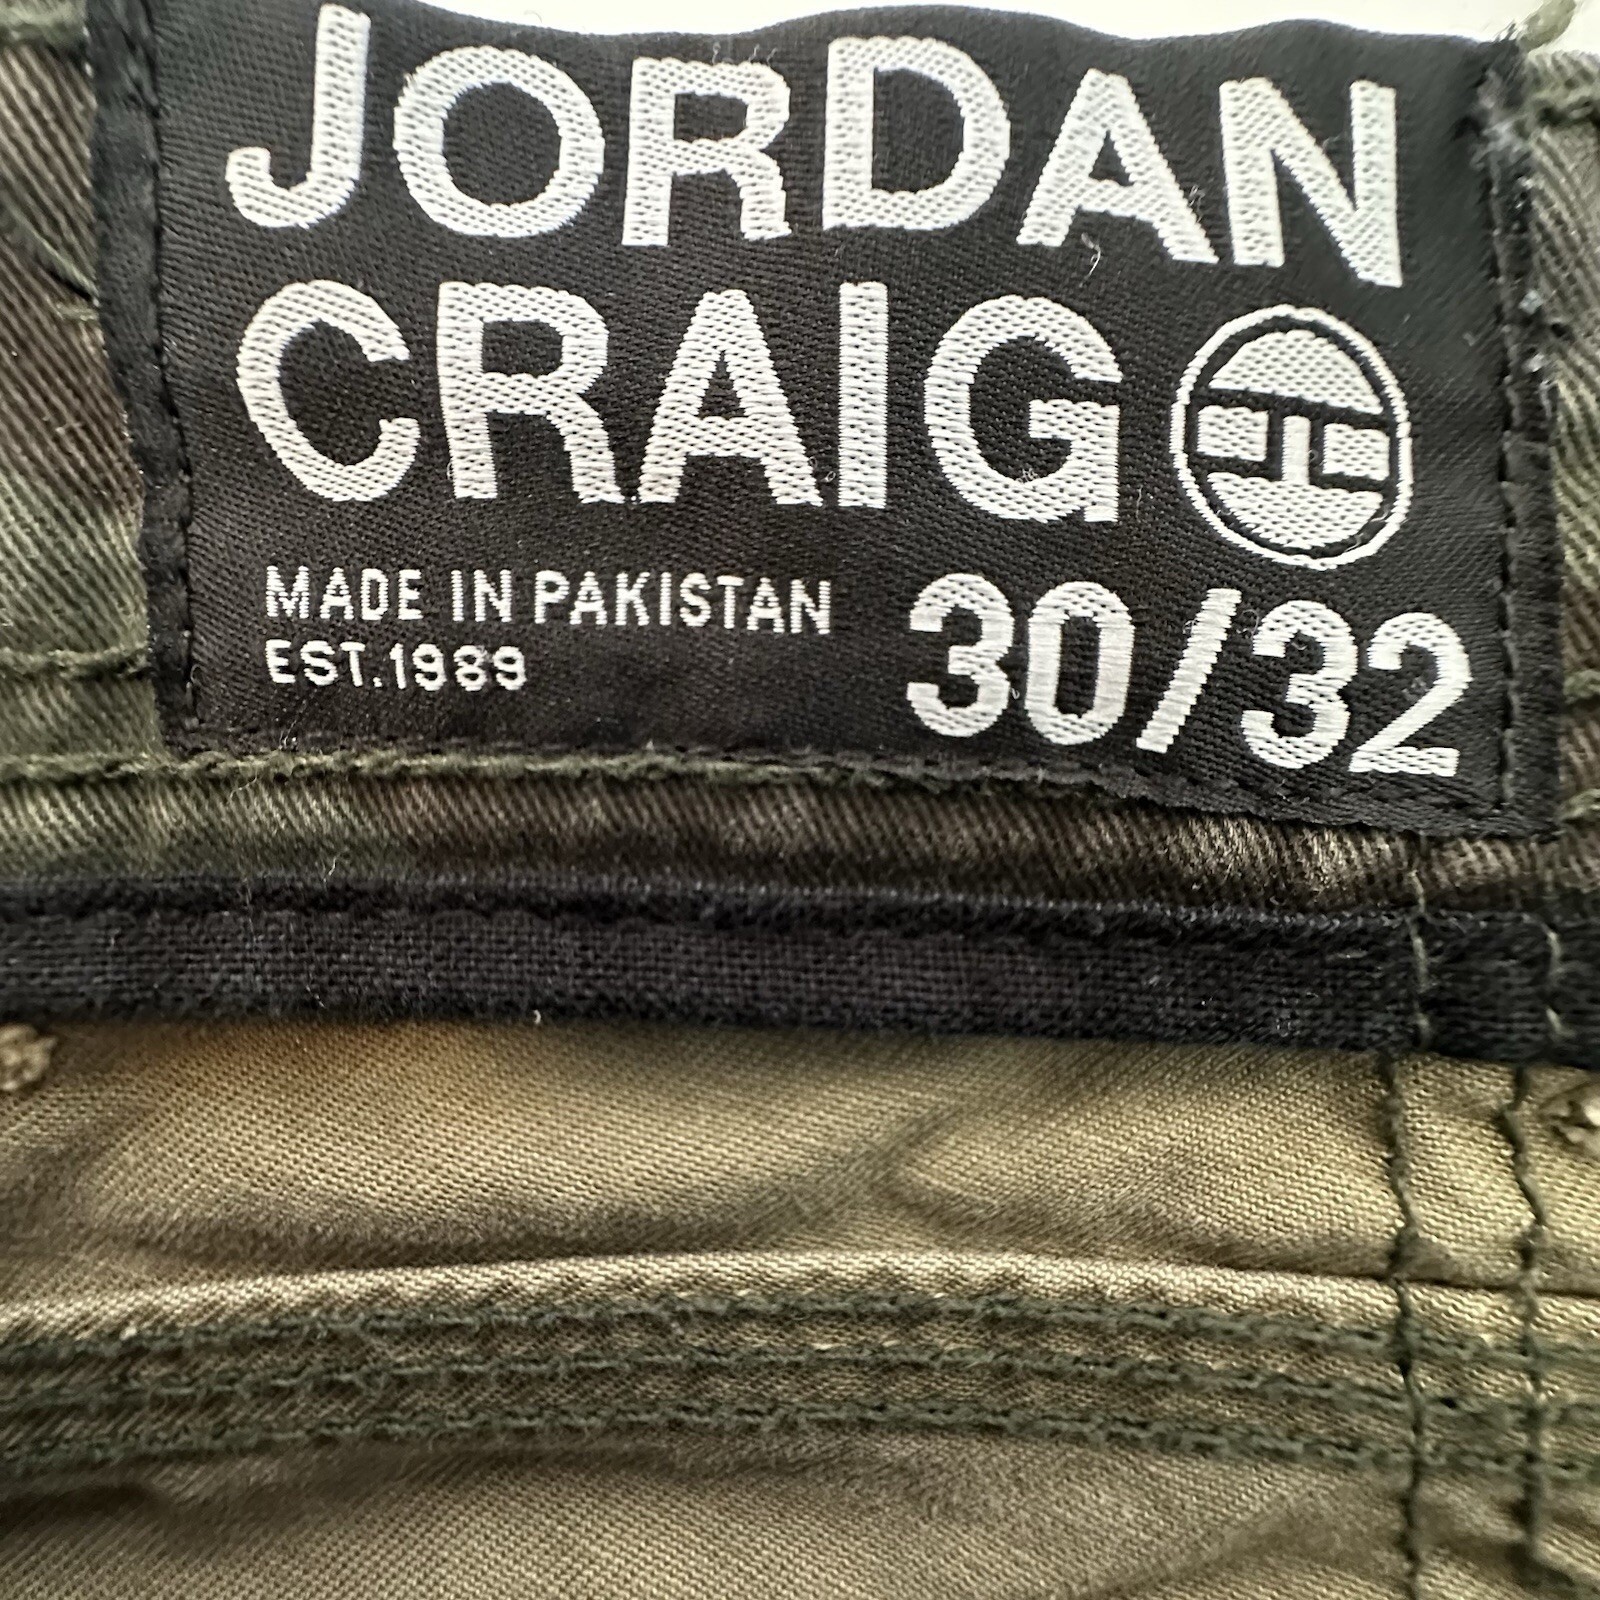 JORDAN
CRAIG
MADE IN PAKISTAN
EST.1989
30/32